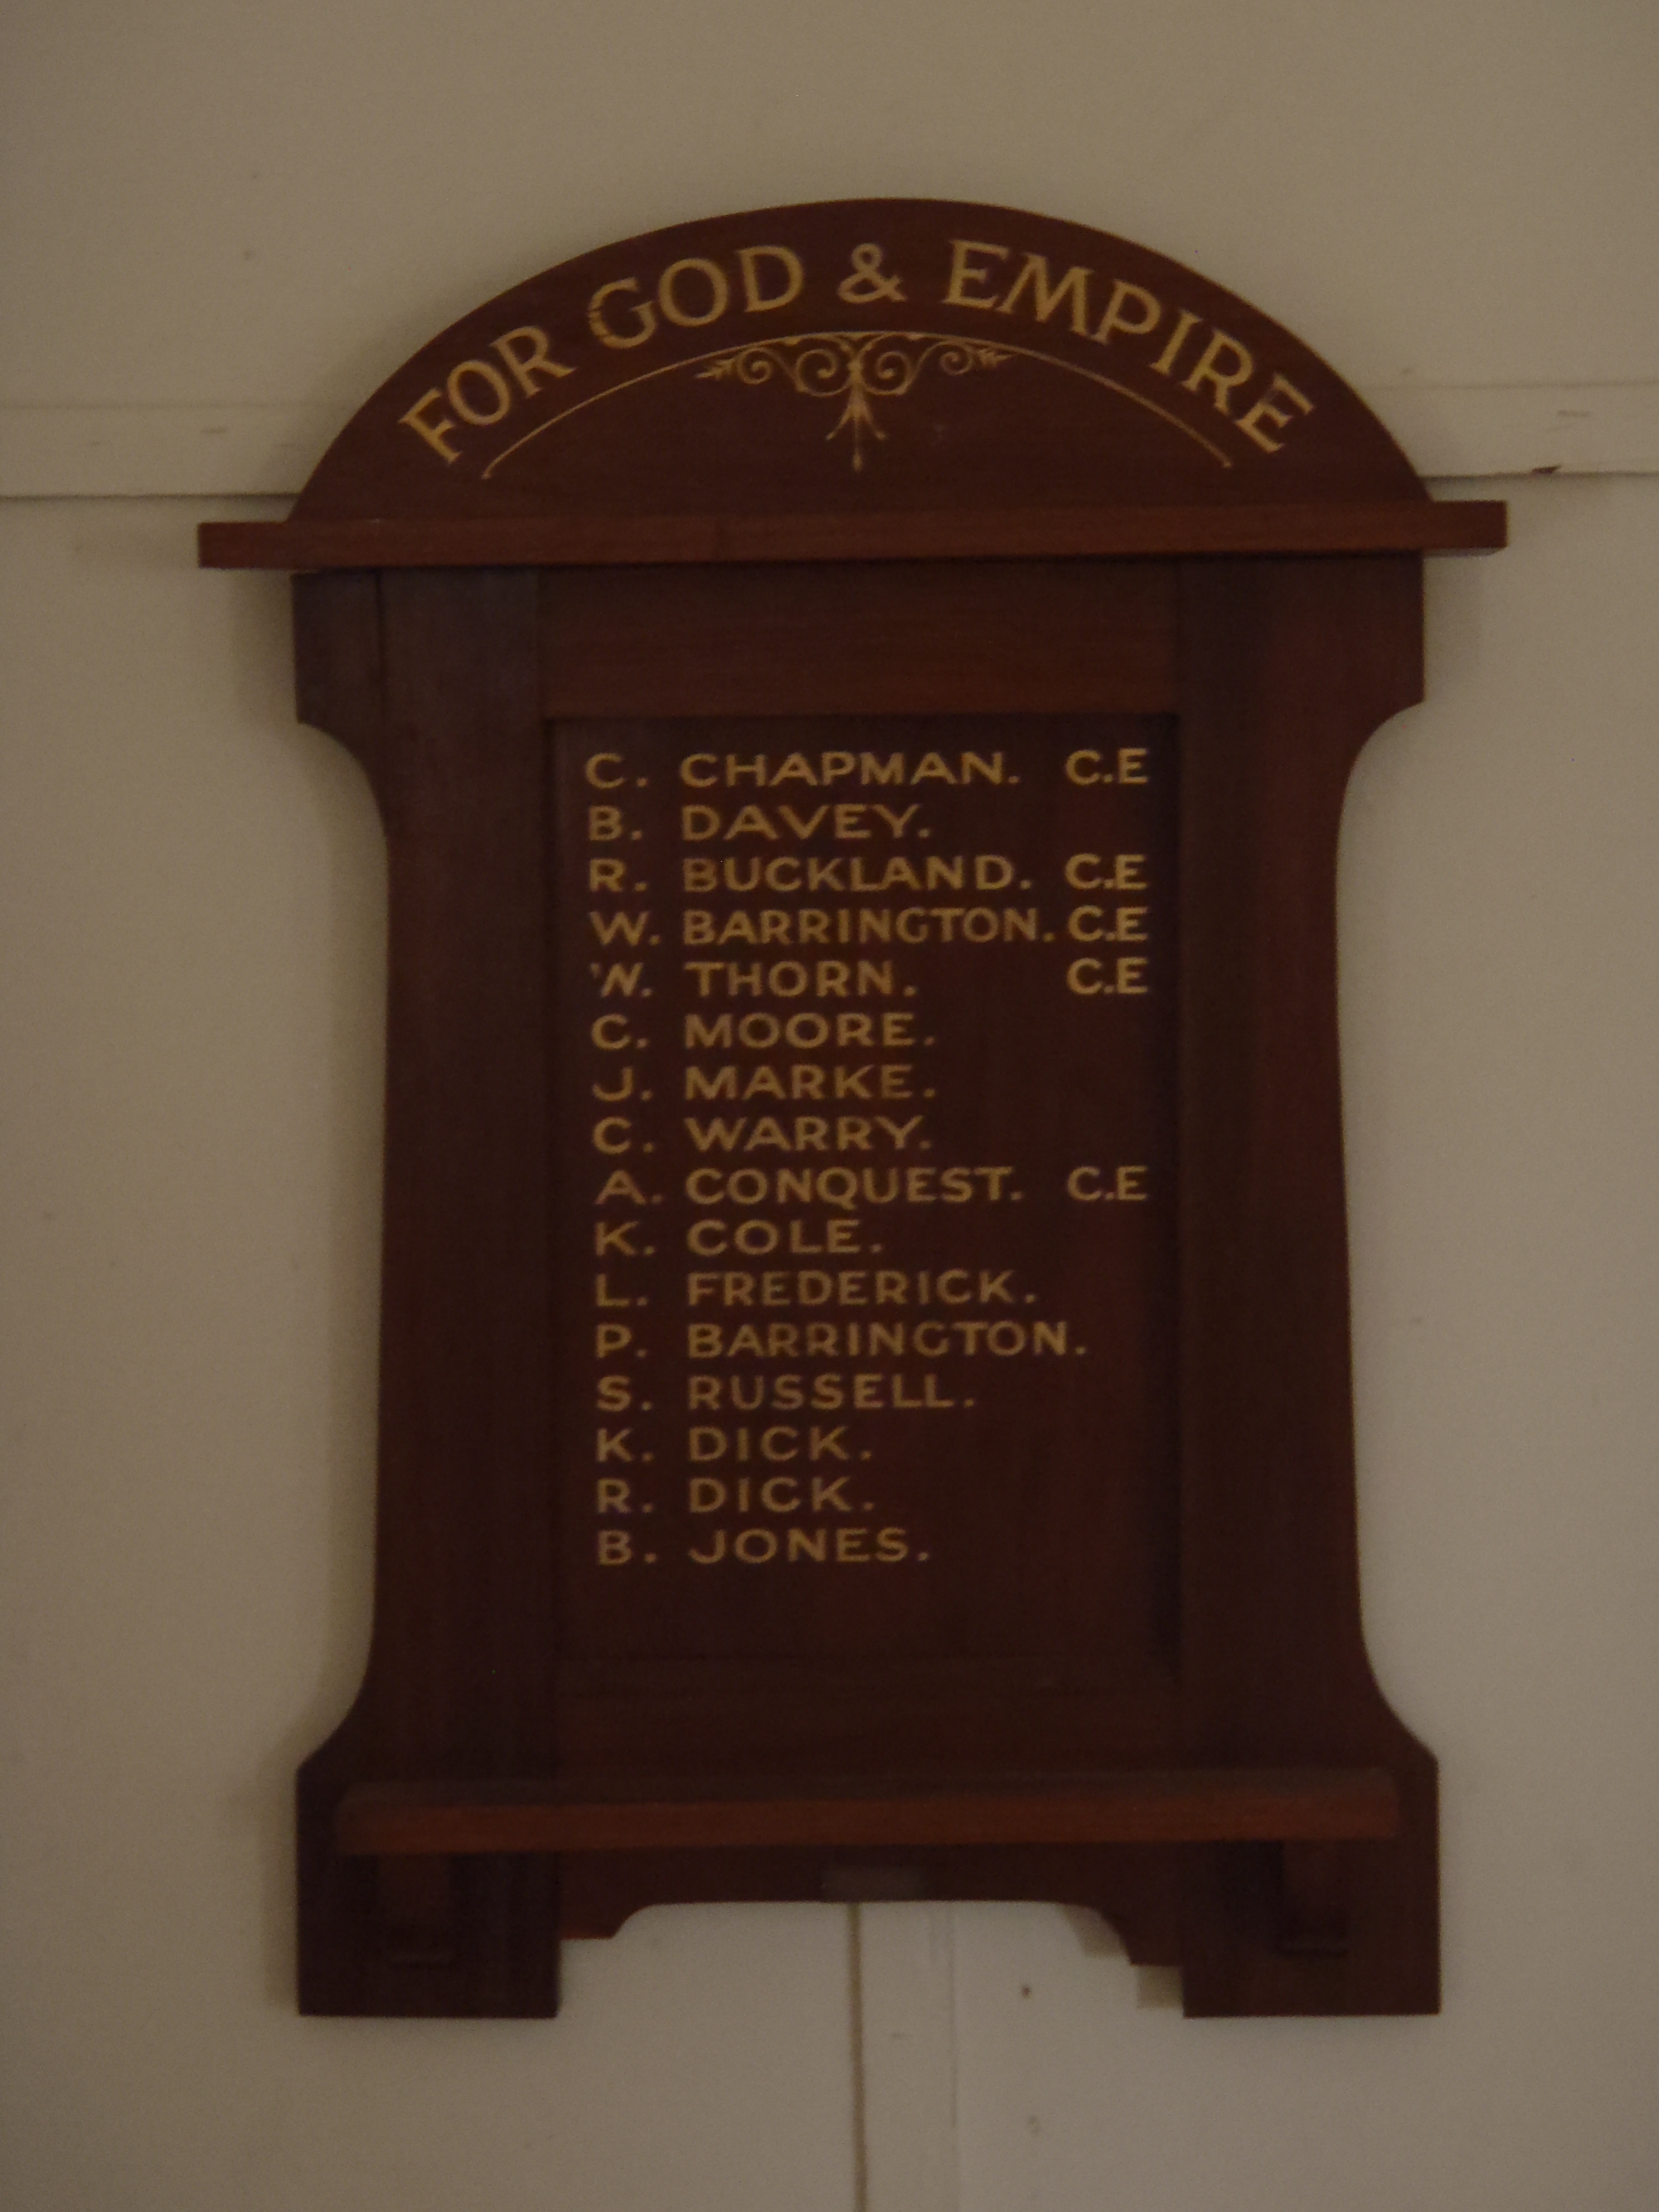 FOR GOD & EMPIRE
C. CHAPMAN. C.E
B. DAVEY.
R. BUCKLAND. C.E
W. BARRINGTON. C.E
W. THORN. C.E
C. MOORE.
J. MARKE.
C. WARRY.
A. CONQUEST. C.E
K. COLE.
L. FREDERICK.
P. BARRINGTON.
S. RUSSELL.
K. DICK.
R. DICK.
B. JONES.